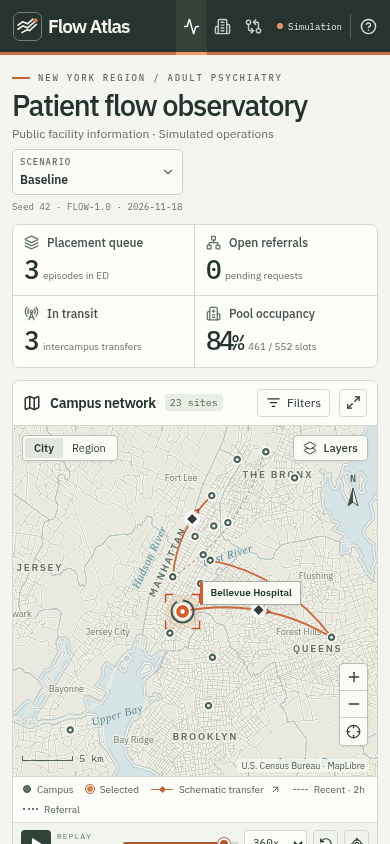 Flow Atlas
Simulation
NEW YORK REGION / ADULT PSYCHIATRY
Patient flow observatory
Public facility information · Simulated operations
SCENARIO
Baseline
Seed 42 · FLOW-1.0 · 2026-11-18
Placement queue
3 episodes in ED
Open referrals
0 pending requests
In transit
3 intercampus transfers
Pool occupancy
84% 461 / 552 slots
Campus network 23 sites
Filters
City Region
Layers
THE BRONX
Fort Lee
N
Hudson River
MANHATTAN
st River
JERSEY
Flushing
Bellevue Hospital
wark
Jersey City
Forest Hills
QUEENS
Bayonne
Upper Bay
Bay Ridge
BROOKLYN
5 km
U.S. Census Bureau · MapLibre
Campus Selected Schematic transfer Recent · 2h
Referral
REPLAY
360×